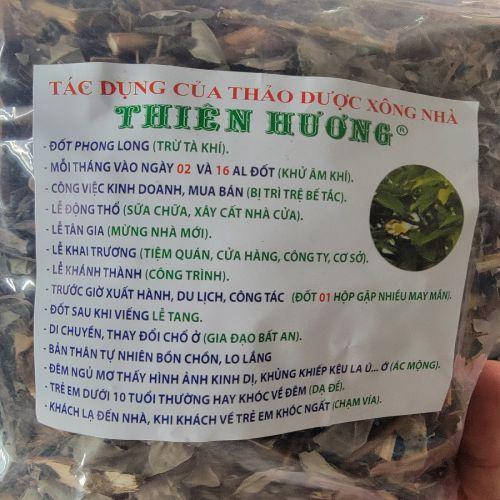 TÁC DỤNG CỦA THẢO DƯỢC XÔNG NHÀ
THIÊN HƯƠNG®
- ĐỐT PHONG LONG (TRỪ TÀ KHÍ).
- MỖI THÁNG VÀO NGÀY 02 VÀ 16 AL ĐỐT (KHỬ ÂM KHÍ).
- CÔNG VIỆC KINH DOANH, MUA BÁN (BỊ TRÌ TRỆ BẾ TÁC).
- LỄ ĐỘNG THỔ (SỮA CHỮA, XÂY CẤT NHÀ CỬA).
- LỄ TÂN GIA (MỪNG NHÀ MỚI).
- LỄ KHAI TRƯƠNG (TIỆM QUÁN, CỬA HÀNG, CÔNG TY, CƠ SỞ).
- LỄ KHÁNH THÀNH (CÔNG TRÌNH).
- TRƯỚC GIỜ XUẤT HÀNH, DU LỊCH, CÔNG TÁC (ĐỐT 01 HỘP GẶP NHIỀU MAY MẮN).
- ĐỐT SAU KHI VIẾNG LỄ TANG.
- DI CHUYỂN, THAY ĐỔI CHỔ Ở (GIA ĐẠO BẤT AN).
- BẢN THÂN TỰ NHIÊN BỒN CHỒN, LO LẮNG
- ĐÊM NGỦ MƠ THẤY HÌNH ẢNH KINH DỊ, KHỦNG KHIẾP KÊU LA Ú... Ớ (ÁC MỘNG).
- TRẺ EM DƯỚI 10 TUỔI THƯỜNG HAY KHÓC VỀ ĐÊM (DẠ ĐỀ).
- KHÁCH LẠ ĐẾN NHÀ, KHI KHÁCH VỀ TRẺ EM KHÓC NGẤT (CHẠM VÍA).